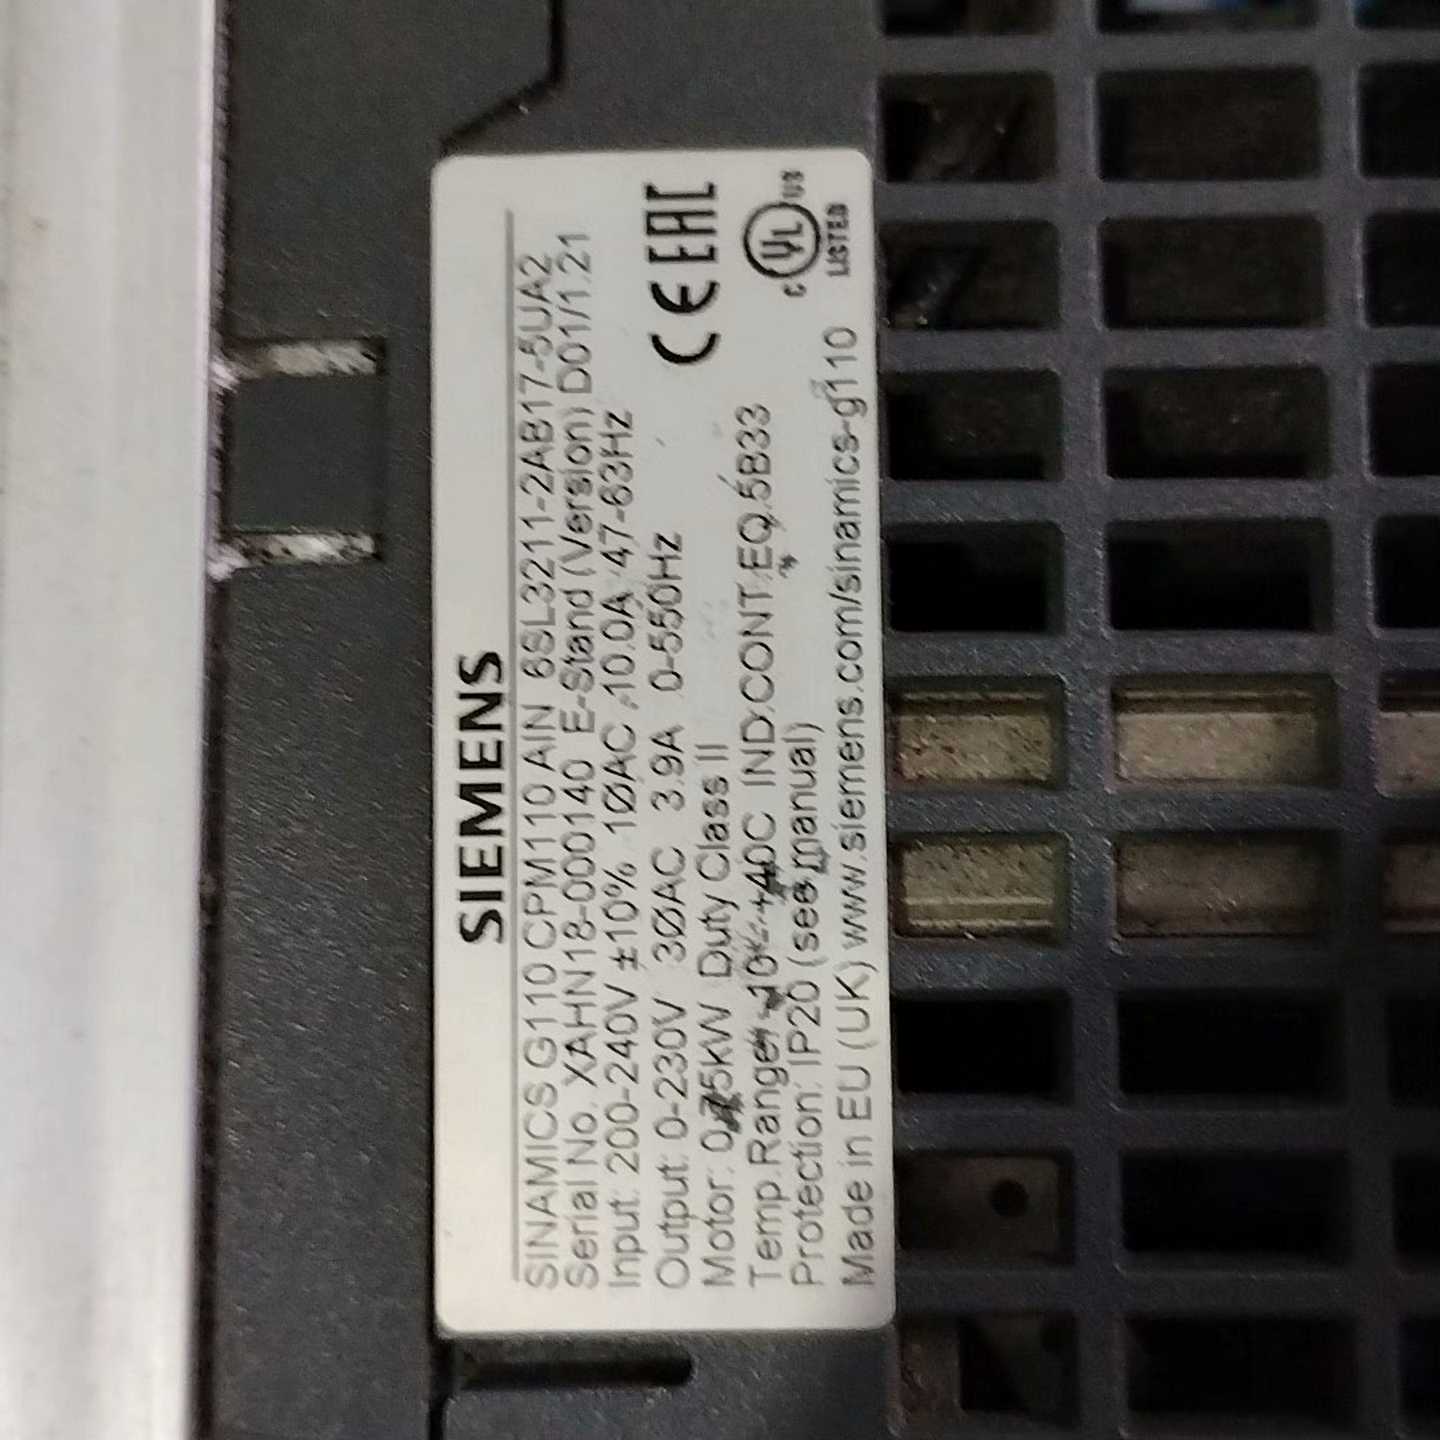 SIEMENS
SINAMICS G110 CPM110 AIN 6SL3211-2AB17-5UA2
Serial No. XAHN18-000140 E-Stand (Version) D01/1.21
Input: 200-240V ±10% 1ØAC 10.0A 47-63Hz
Output: 0-230V 3ØAC 3.9A 0-550Hz
Motor: 0.75kW Duty Class II
Temp.Range: -10 - +40C IND.CONT.EQ.5B33
Protection: IP20 (see manual)
Made in EU (UK) www.siemens.com/sinamics-g110
CE EAC
C UL US
LISTED